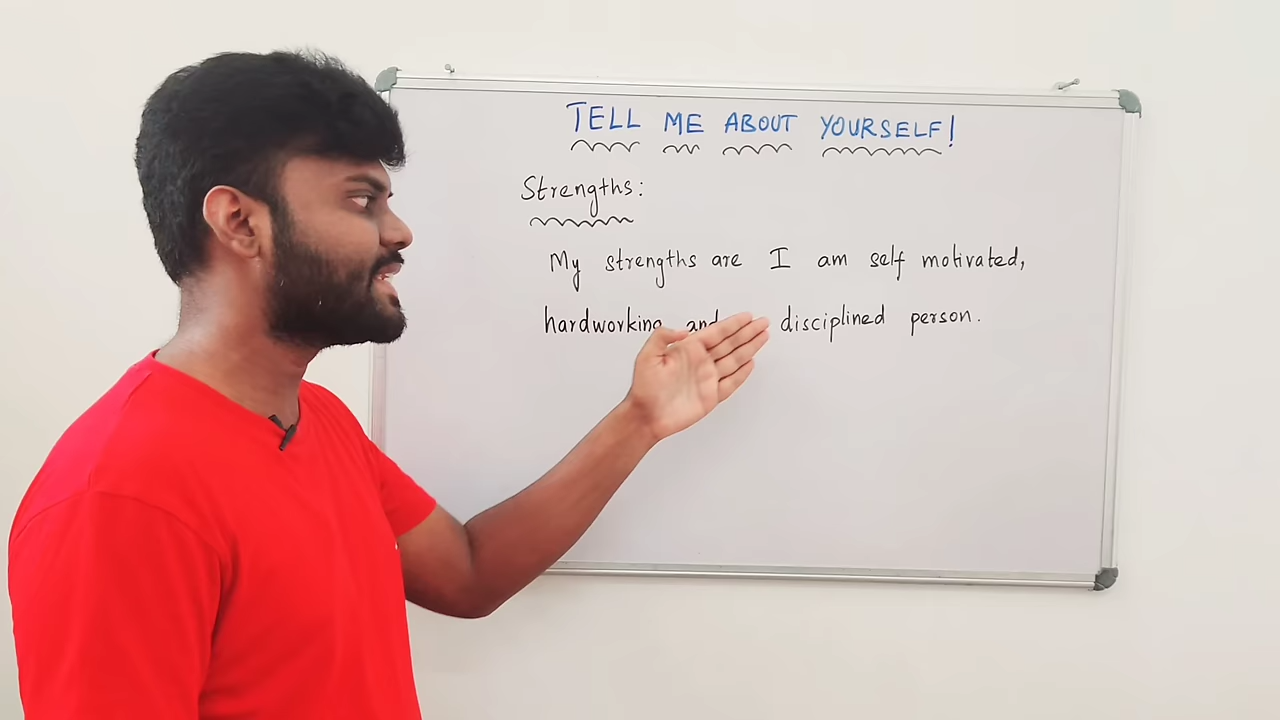 TELL ME ABOUT YOURSELF!
Strengths:
My strengths are I am self motivated,
hardworking and disciplined person.